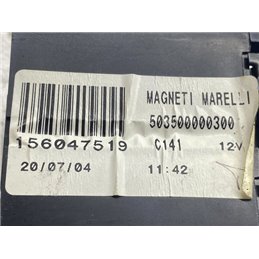 MAGNETI MARELLI
503500000300
156047519 C141 12V
20/07/04 11:42